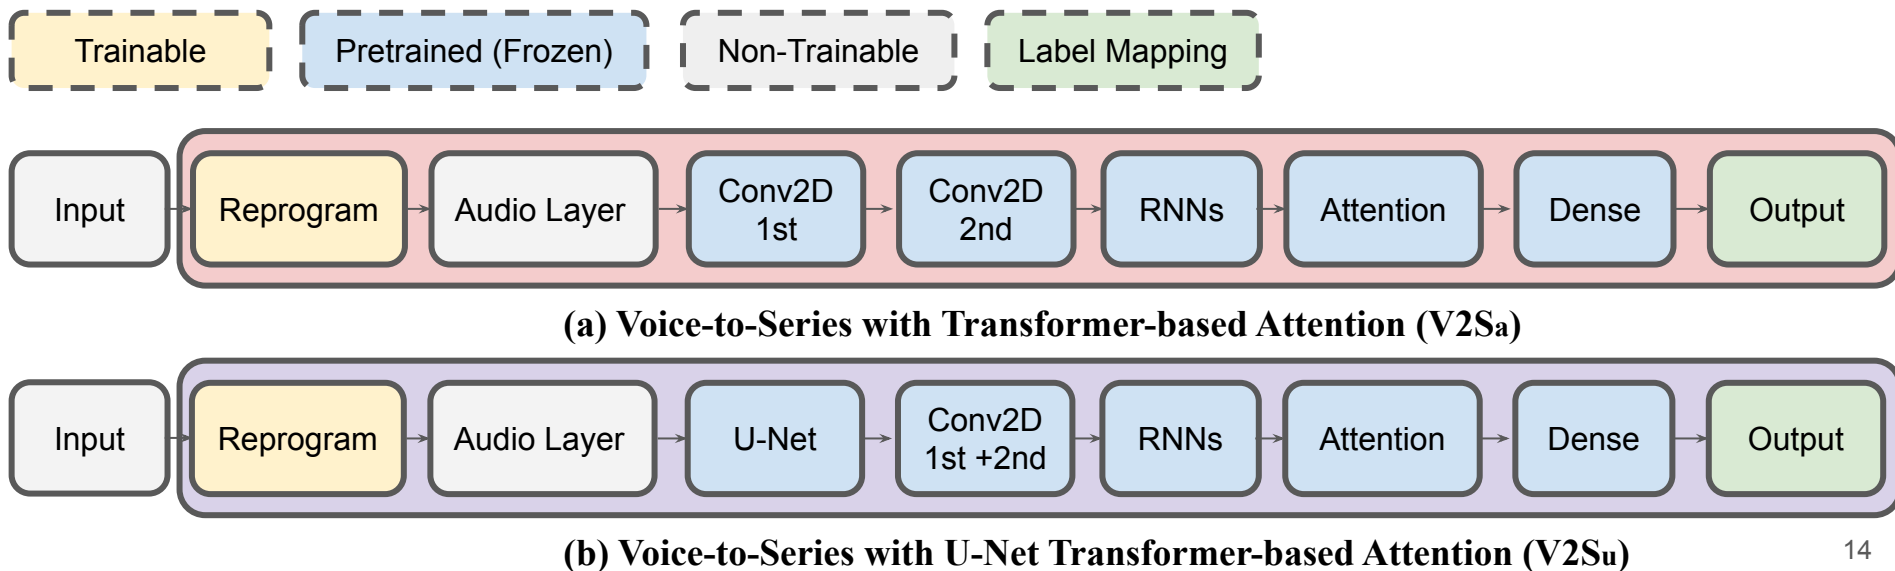 Trainable
Pretrained (Frozen)
Non-Trainable
Label Mapping
Input
Reprogram
Audio Layer
Conv2D
1st
Conv2D
2nd
RNNs
Attention
Dense
Output
(a) Voice-to-Series with Transformer-based Attention (V2Sa)
Input
Reprogram
Audio Layer
U-Net
Conv2D
1st +2nd
RNNs
Attention
Dense
Output
(b) Voice-to-Series with U-Net Transformer-based Attention (V2Su)
14